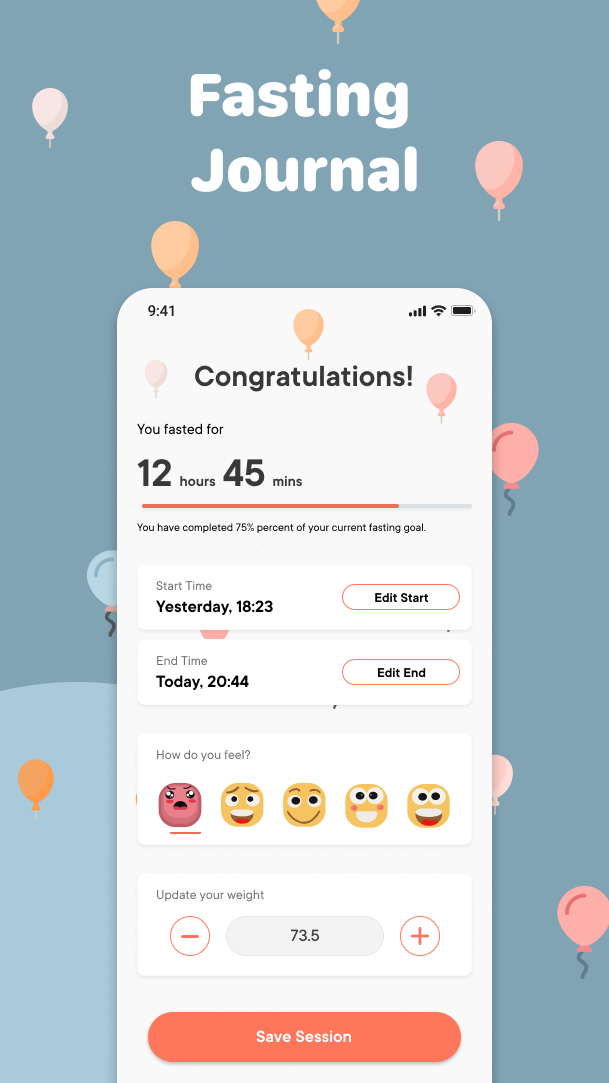 Fasting
Journal
9:41
Congratulations!
You fasted for
12 hours 45 mins
You have completed 75% percent of your current fasting goal.
Start Time
Yesterday, 18:23
Edit Start
End Time
Today, 20:44
Edit End
How do you feel?
Update your weight
73.5
Save Session